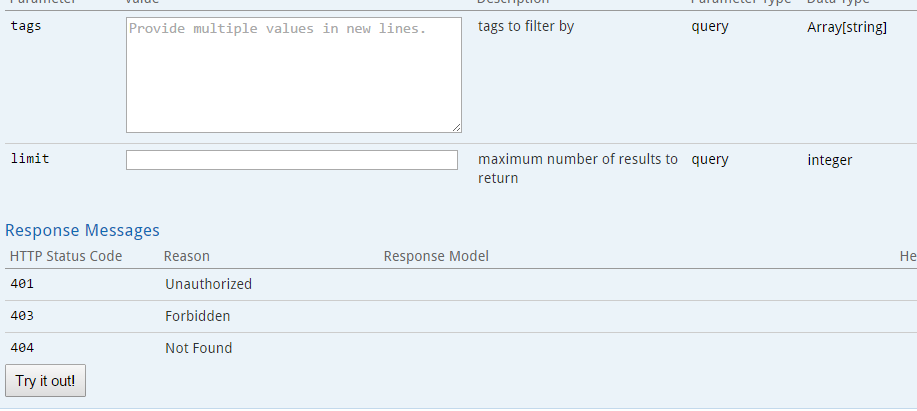 Parameter Value Description Parameter Type Data Type
tags Provide multiple values in new lines. tags to filter by query Array[string]
limit maximum number of results to query integer
return
Response Messages
HTTP Status Code Reason Response Model He
401 Unauthorized
403 Forbidden
404 Not Found
Try it out!